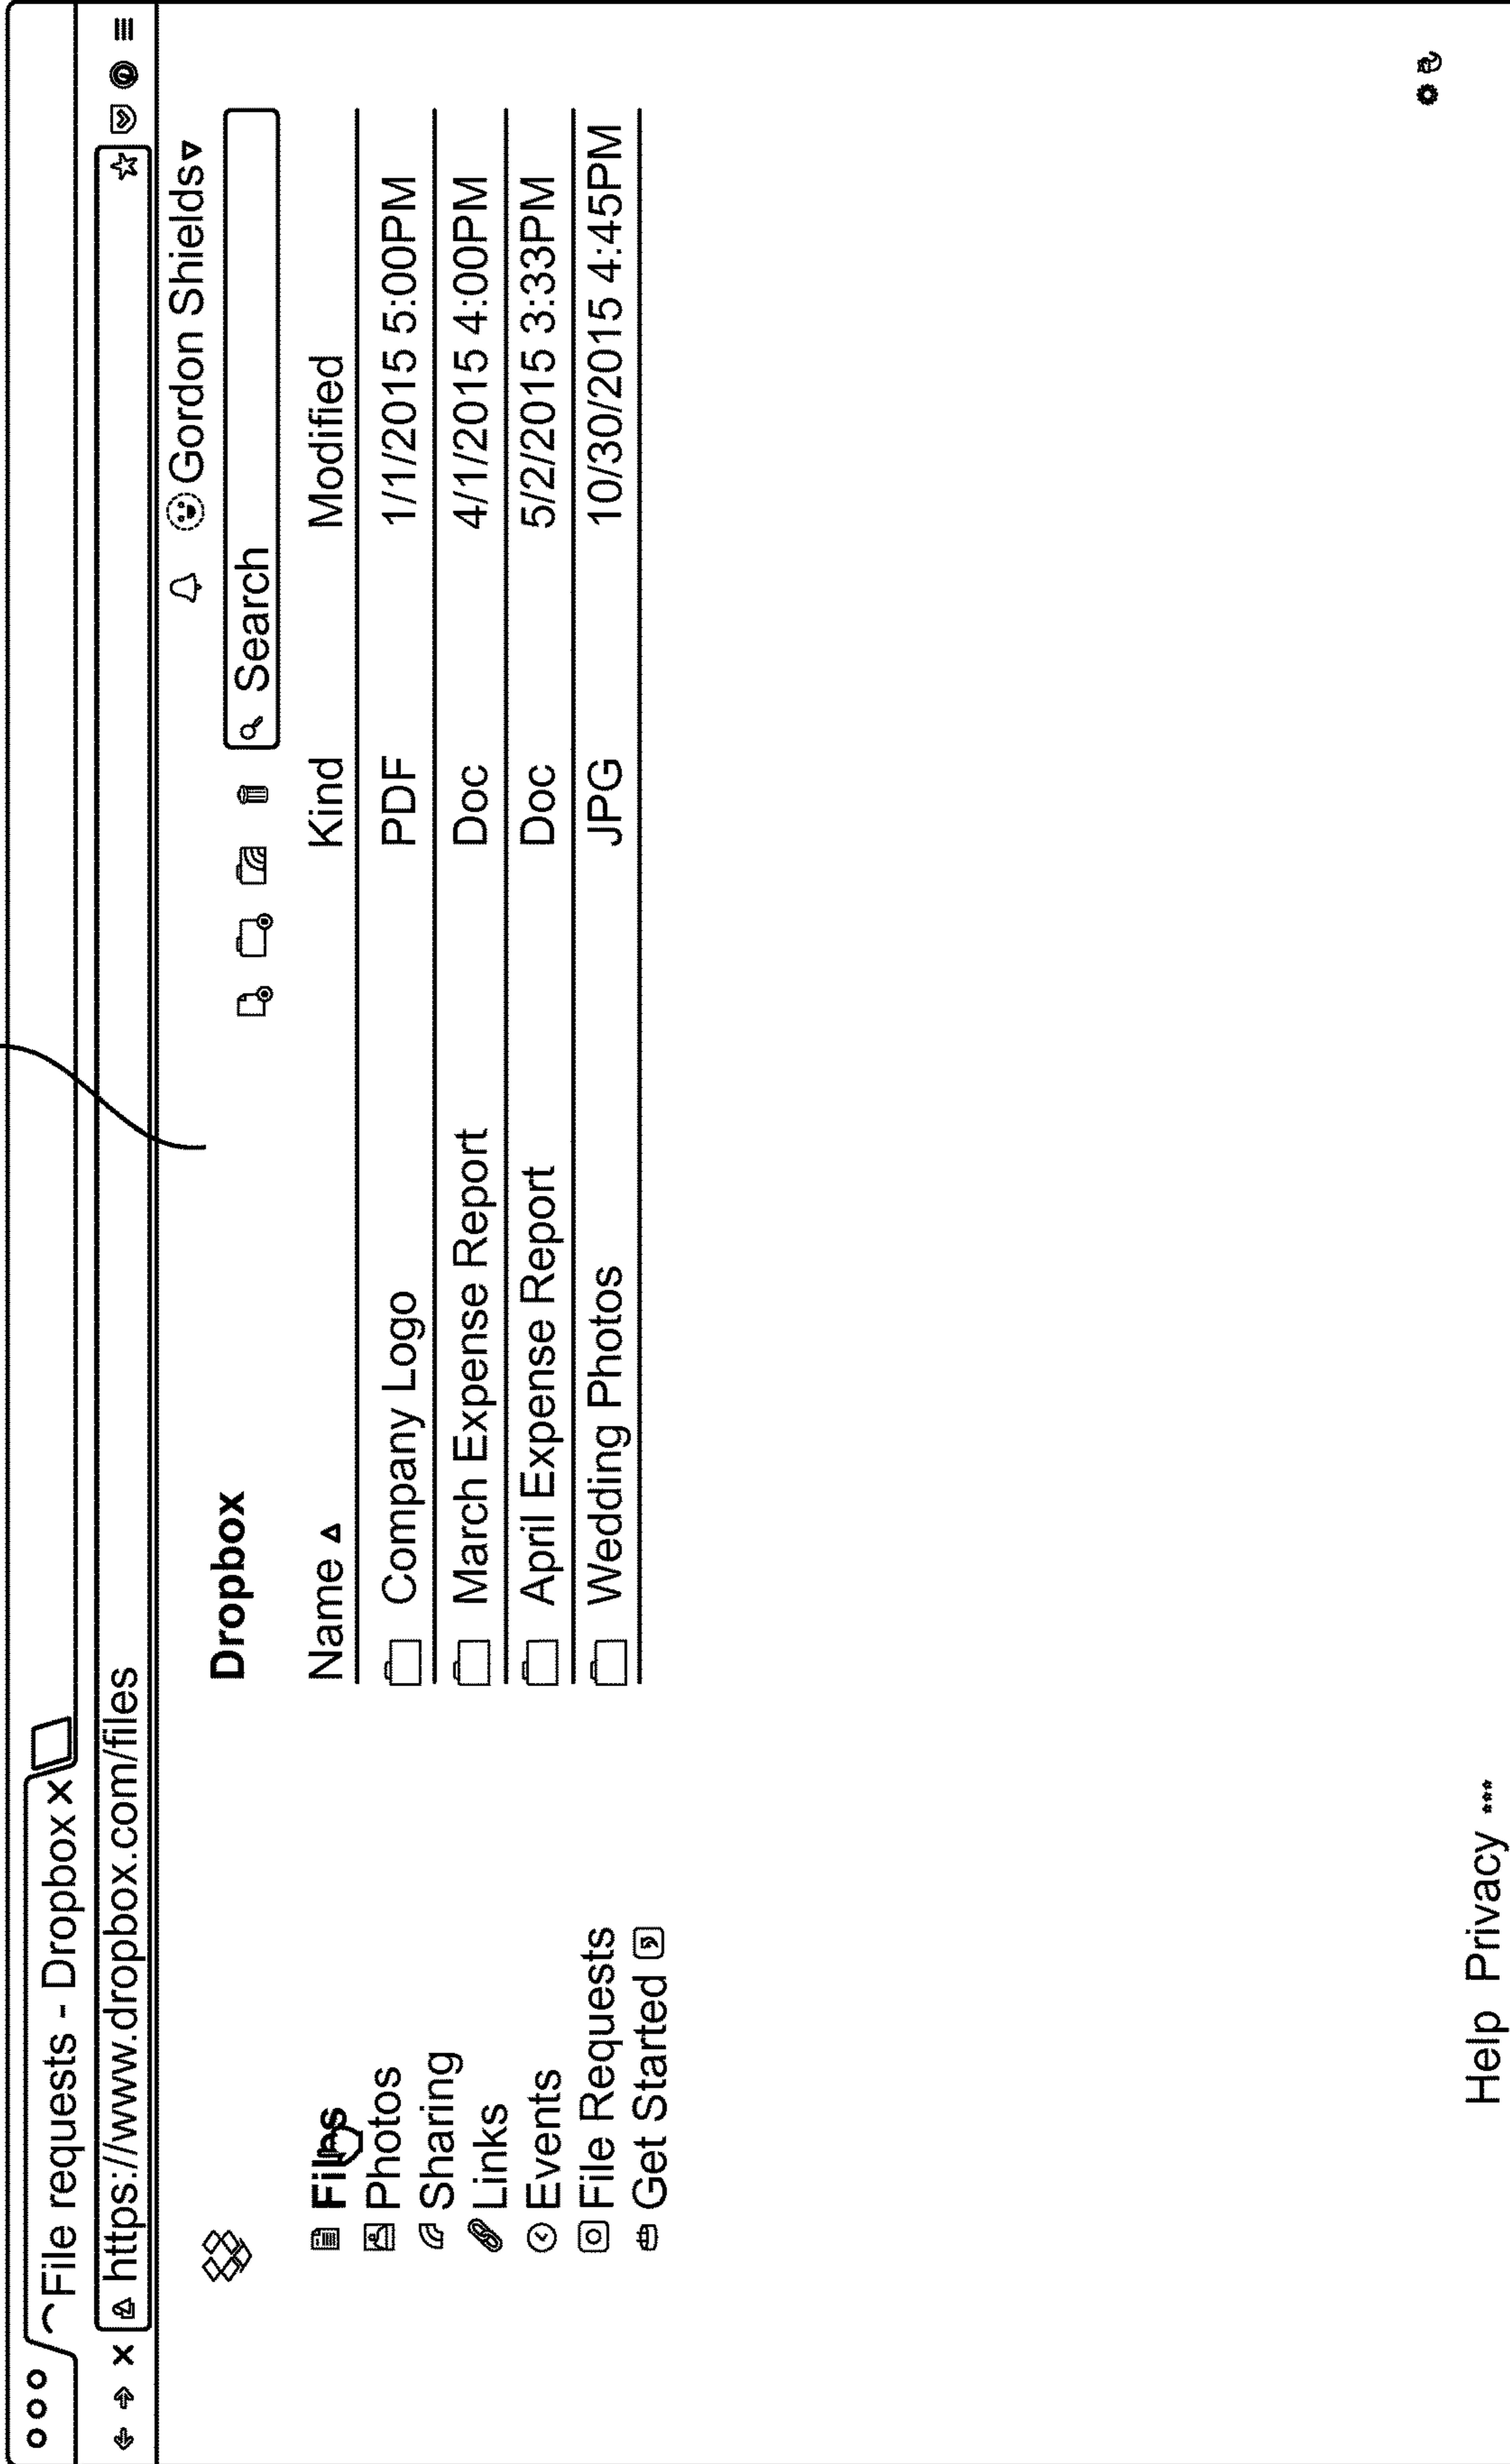 File requests - Dropbox
https://www.dropbox.com/files
Gordon Shields
Dropbox
Search
Name Kind Modified
Company Logo PDF 1/1/2015 5:00PM
March Expense Report Doc 4/1/2015 4:00PM
April Expense Report Doc 5/2/2015 3:33PM
Wedding Photos JPG 10/30/2015 4:45PM
Files
Photos
Sharing
Links
Events
File Requests
Get Started
Help Privacy